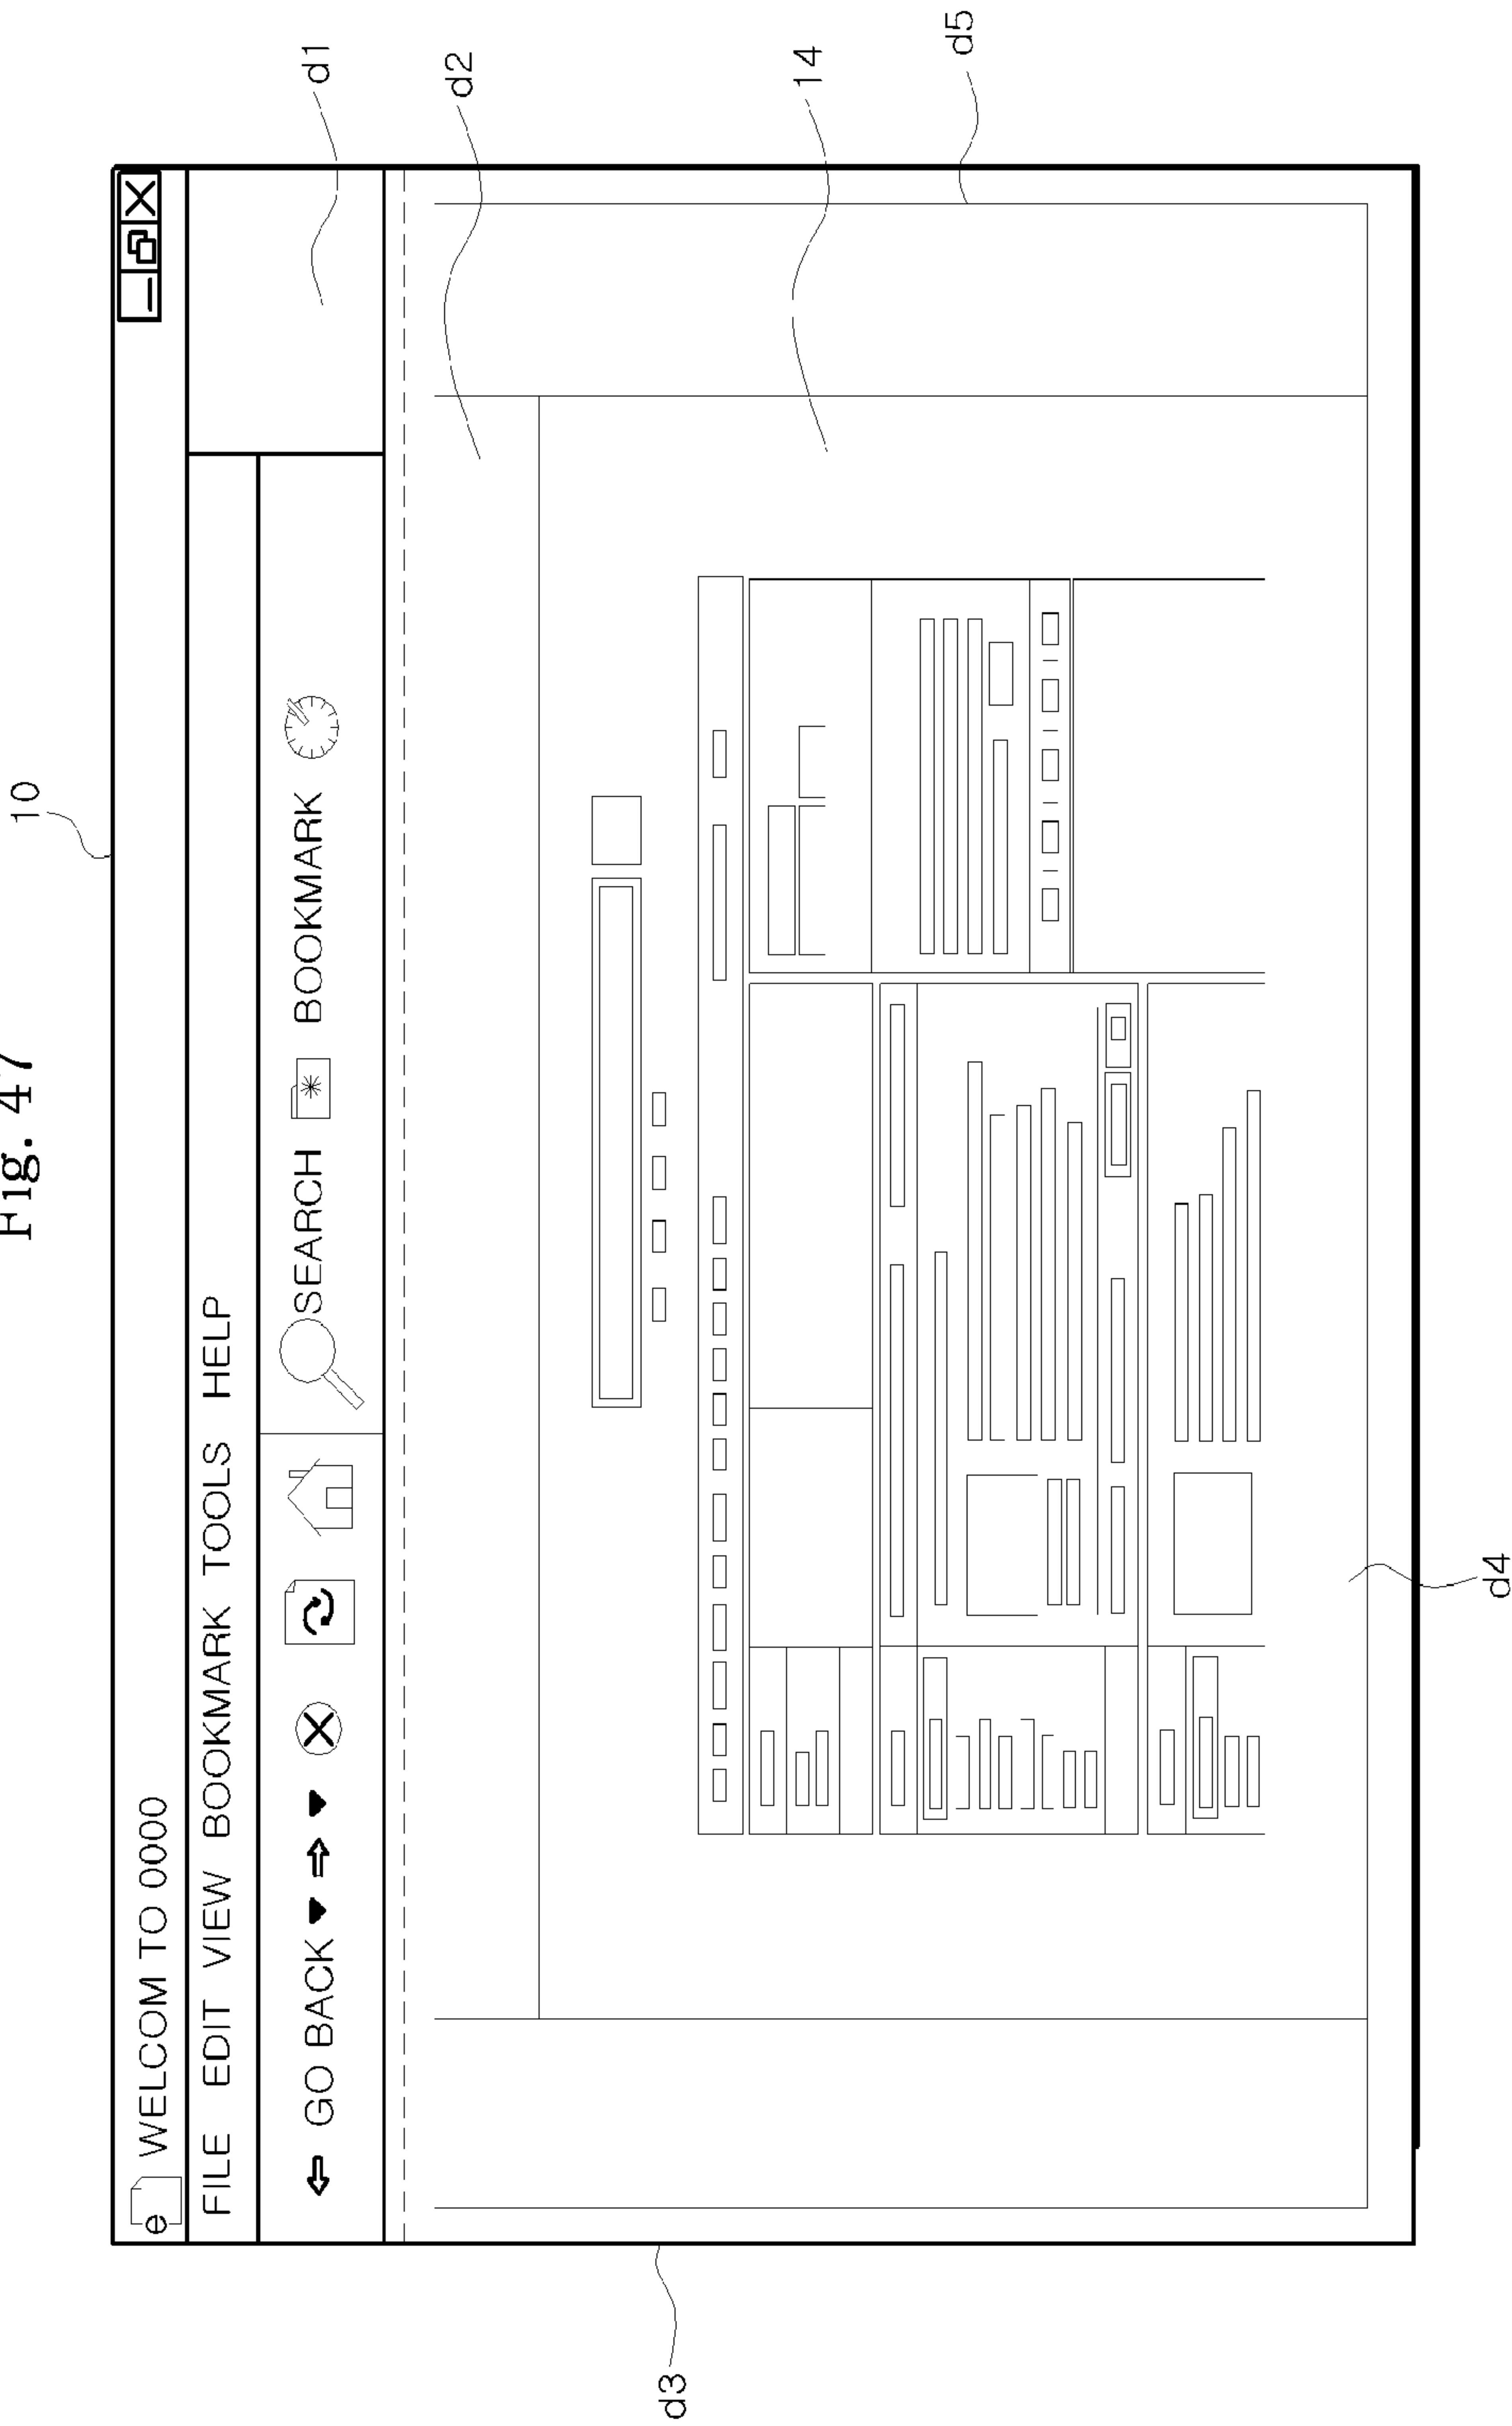 Fig. 47
10
e WELCOM TO 0000
FILE EDIT VIEW BOOKMARK TOOLS HELP
GO BACK SEARCH BOOKMARK
d1
d2
14
d5
d3
d4